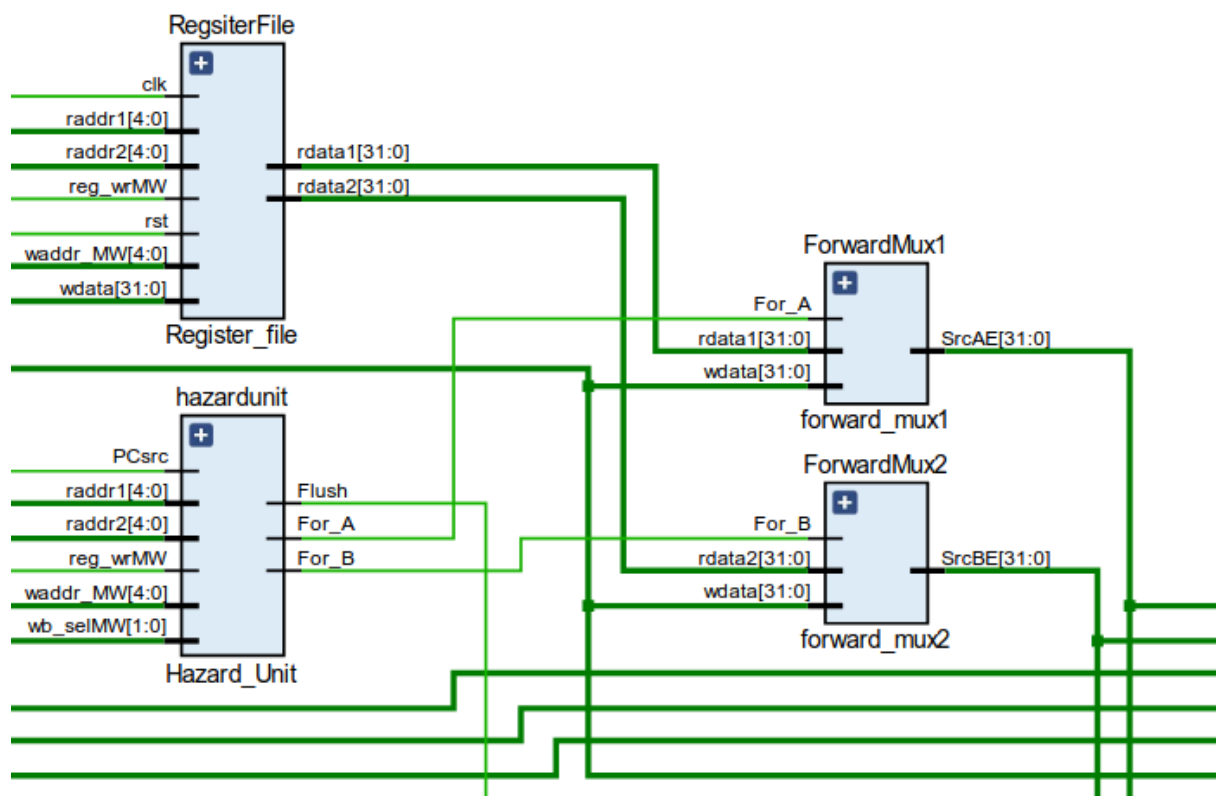 RegsiterFile
clk
raddr1[4:0]
raddr2[4:0]
reg_wrMW
rst
waddr_MW[4:0]
wdata[31:0]
rdata1[31:0]
rdata2[31:0]
Register_file
hazardunit
PCsrc
raddr1[4:0]
raddr2[4:0]
reg_wrMW
waddr_MW[4:0]
wb_selMW[1:0]
Flush
For_A
For_B
Hazard_Unit
ForwardMux1
For_A
rdata1[31:0]
wdata[31:0]
SrcAE[31:0]
forward_mux1
ForwardMux2
For_B
rdata2[31:0]
wdata[31:0]
SrcBE[31:0]
forward_mux2